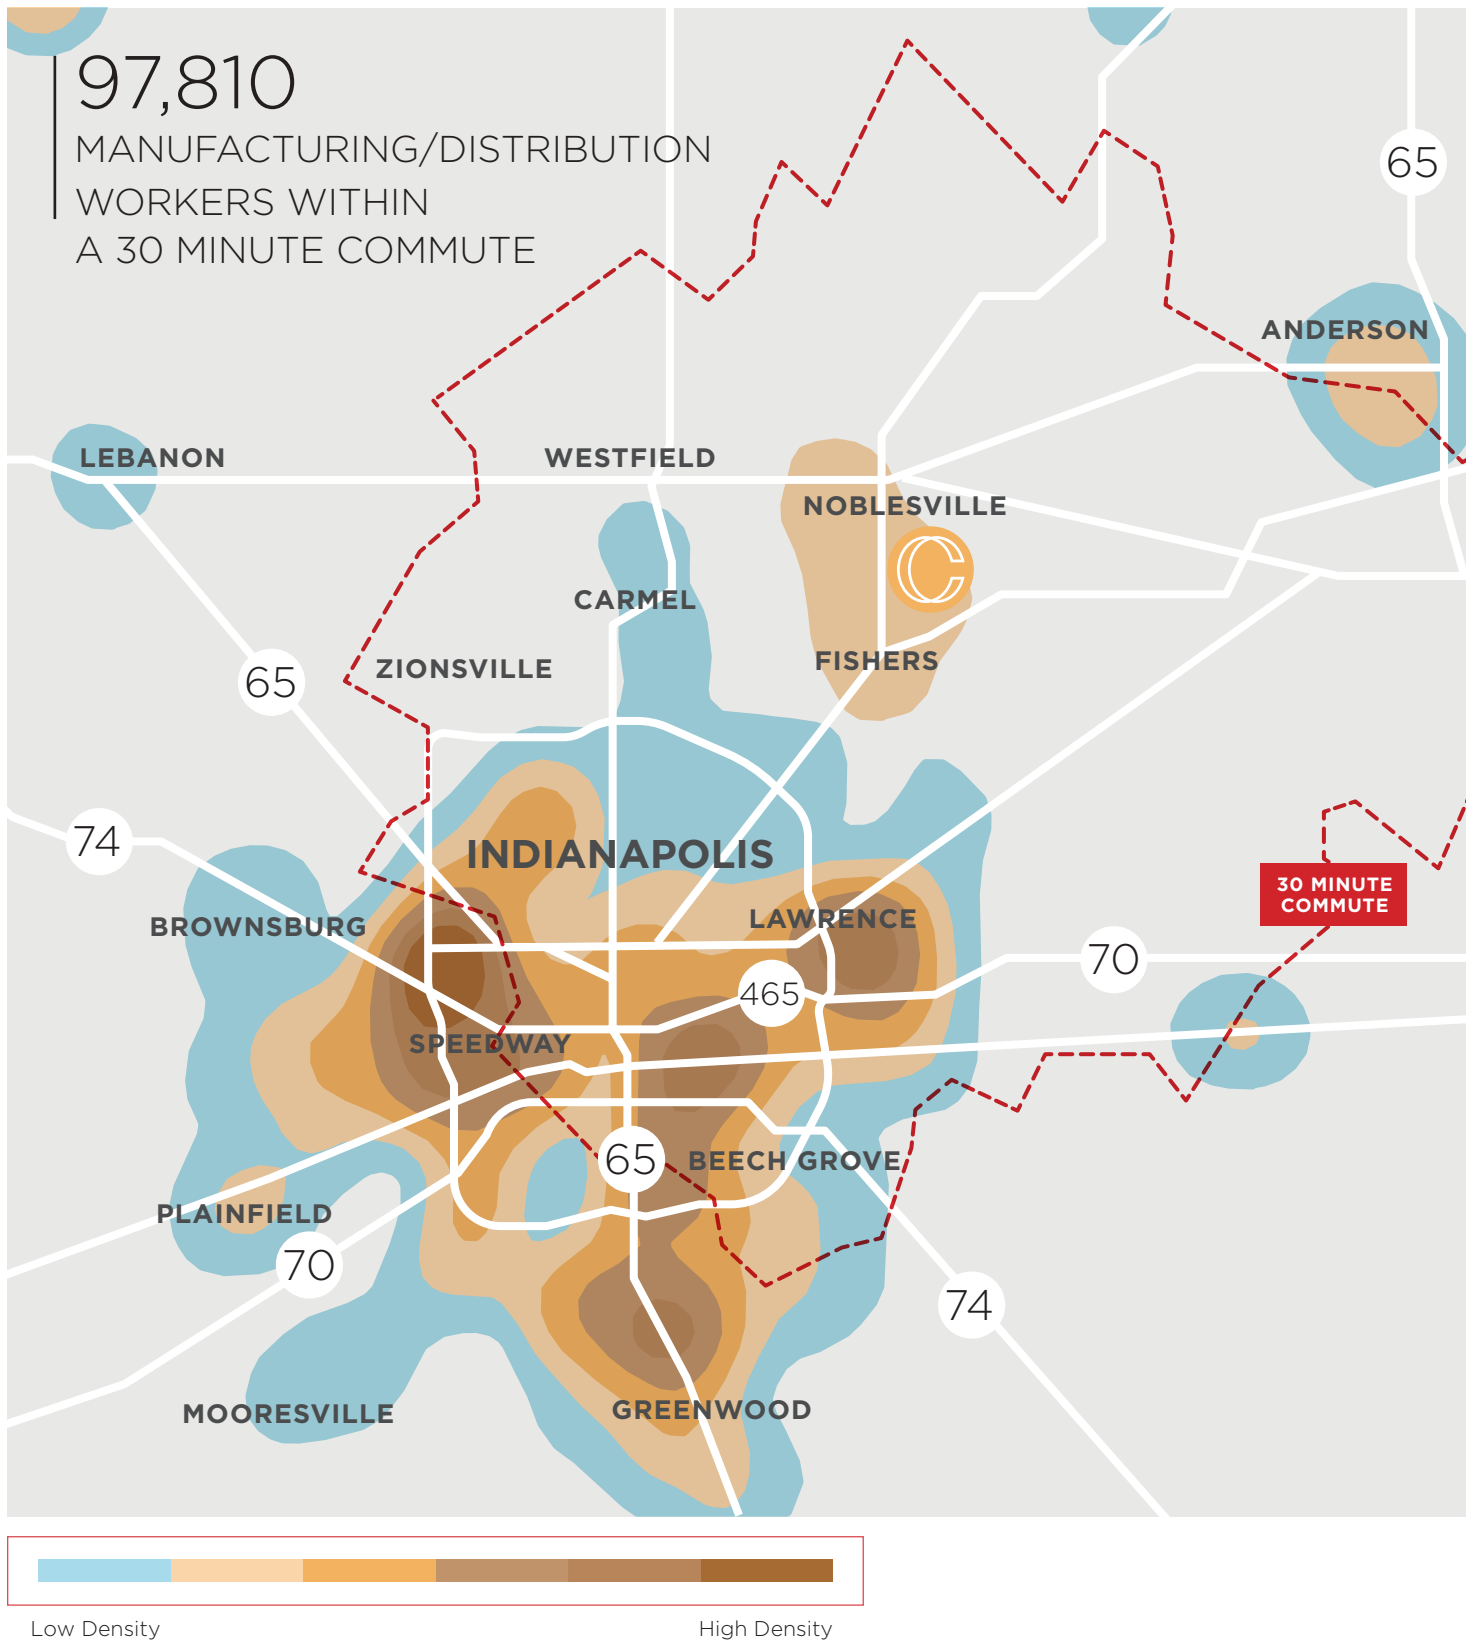 97,810
MANUFACTURING/DISTRIBUTION
WORKERS WITHIN
A 30 MINUTE COMMUTE
65
ANDERSON
LEBANON
WESTFIELD
NOBLESVILLE
C
CARMEL
FISHERS
ZIONSVILLE
65
74
INDIANAPOLIS
30 MINUTE
COMMUTE
LAWRENCE
BROWNSBURG
70
465
SPEEDWAY
65
BEECH GROVE
PLAINFIELD
70
74
MOORESVILLE
GREENWOOD
Low Density
High Density